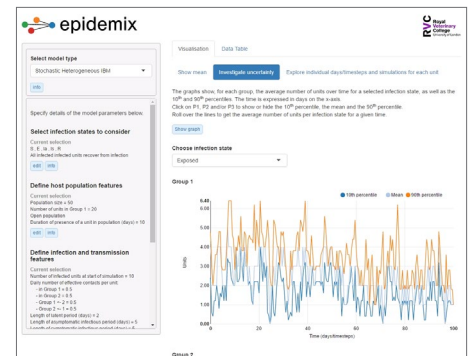 epidemix
RVC
Royal
Veterinary
College
University of London
Select model type
Stochastic Heterogeneous IBM
info
Specify details of the model parameters below.
Select infection states to consider
Current selection
All infected infected units recover from infection
edit info
Define host population features
Current selection
Population size = 50
Number of units in Group 1 = 20
Open population
Duration of presence of a unit in population (days) = 10
edit info
Define infection and transmission
features
Current selection
Number of infected units at start of simulation = 10
Daily number of effective contacts per unit:
- in Group 1 = 0.5
- in Group 2 = 0.5
- Group 1 <- 2 = 0.5
- Group 2 <- 1 = 0.5
Length of latent period (days) = 2
Length of asymptomatic infectious period (days) = 5
Visualisation Data Table
Show mean Investigate uncertainty Explore individual days/timesteps and simulations for each unit
The graphs show, for each group, the average number of units over time for a selected infection state, as well as the
10th and 90th percentiles. The time is expressed in days on the x-axis.
Click on P1, P2 and/or P3 to show or hide the 10th percentile, the mean and the 90th percentile.
Roll over the lines to get the average number of units per infection state for a given time.
Show graph
Choose infection state
Exposed
Group 1
10th percentile Mean 90th percentile
6.40
6.00
5.00
4.00
3.00
2.00
1.00
0.00
Units
0 20 40 60 80 100
Time (days/timesteps)
Group 2